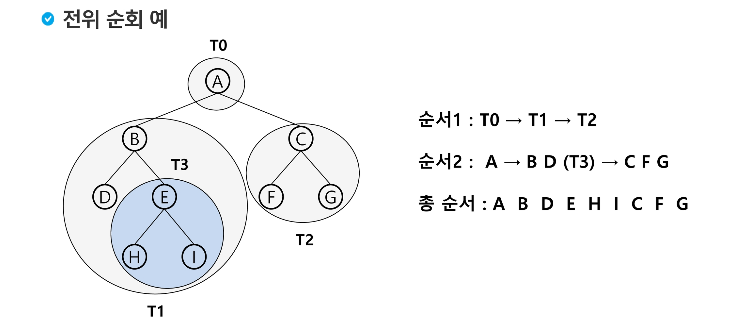 전위 순회 예
T0
A
B
C
T3
D
E
F
G
H
I
T2
T1
순서1 : T0 → T1 → T2
순서2 : A → B D (T3) → C F G
총 순서 : A B D E H I C F G